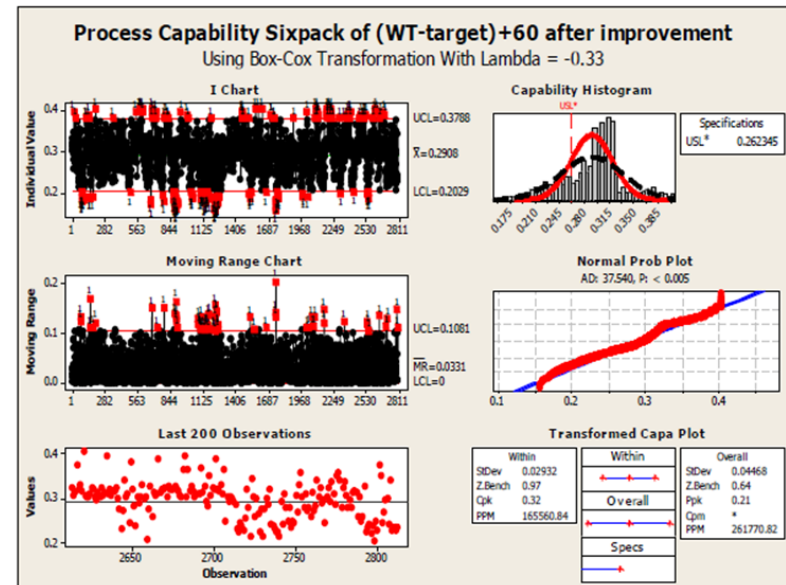 Process Capability Sixpack of (WT-target)+60 after improvement
Using Box-Cox Transformation With Lambda = -0.33
I Chart
Individual Value
0.4
0.3
0.2
UCL=0.3788
X=0.2908
LCL=0.2029
1 282 563 844 1125 1406 1687 1968 2249 2530 2811
Capability Histogram
USL*
0.175 0.210 0.245 0.280 0.315 0.350 0.385
Specifications
USL* 0.262345
Moving Range Chart
Moving Range
0.2
0.1
0.0
UCL=0.1081
MR=0.0331
LCL=0
1 282 563 844 1125 1406 1687 1968 2249 2530 2811
Normal Prob Plot
AD: 37.540, P: < 0.005
0.2 0.3 0.4
Last 200 Observations
Values
0.4
0.3
0.2
2650 2700 2750 2800
Observation
Transformed Capa Plot
Within
StDev 0.02932
Z.Bench 0.97
Cpk 0.32
PPM 165560.84
Within
Overall
Specs
Overall
StDev 0.04468
Z.Bench 0.64
Ppk 0.21
Cpm *
PPM 261770.82